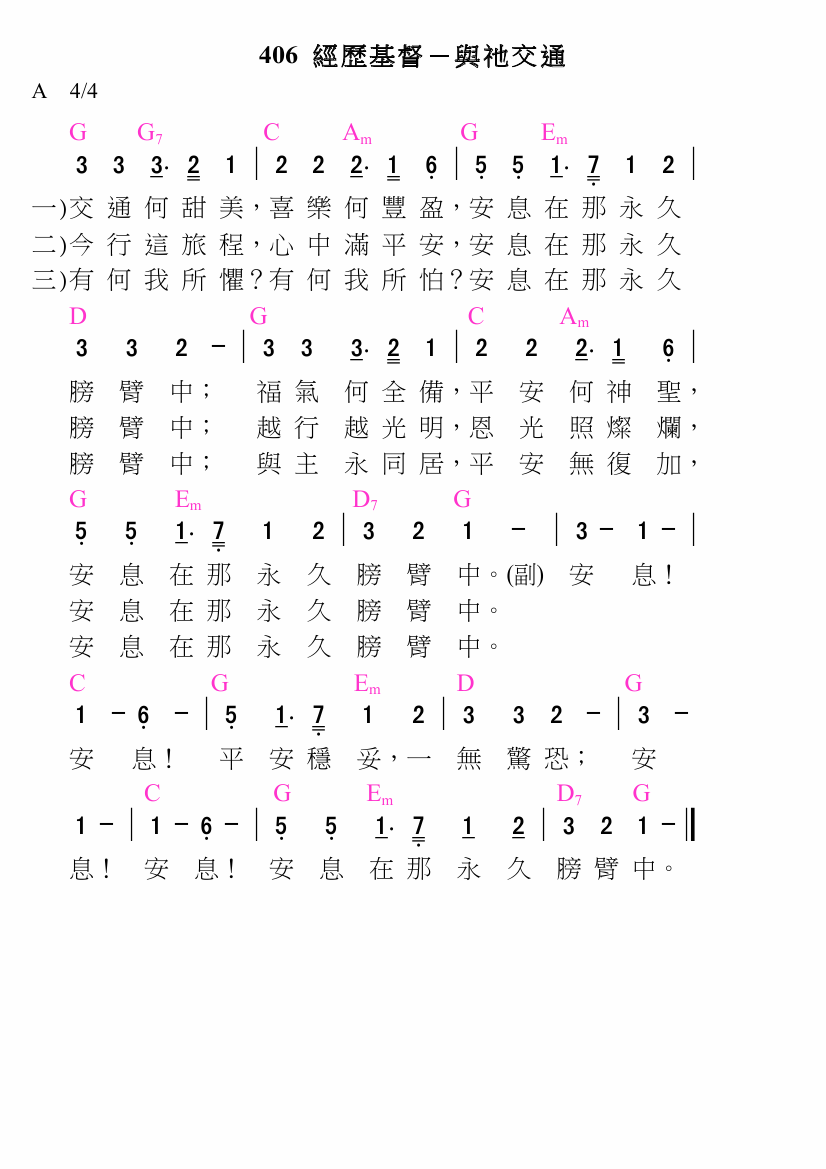 406 經歷基督－與祂交通
A 4/4
G G7 C Am G Em
3 3 3· 2 1 | 2 2 2· 1 6 | 5 5 1· 7 1 2 |
一)交通何甜美，喜樂何豐盈，安息在那永久
二)今行這旅程，心中滿平安，安息在那永久
三)有何我所懼？有何我所怕？安息在那永久
D G C Am
3 3 2 － | 3 3 3· 2 1 | 2 2 2· 1 6 |
膀臂中； 福氣何全備，平安何神聖，
膀臂中； 越行越光明，恩光照燦爛，
膀臂中； 與主永同居，平安無復加，
G Em D7 G
5 5 1· 7 1 2 | 3 2 1 － | 3 － 1 － |
安息在那永久膀臂中。(副) 安息！
安息在那永久膀臂中。
安息在那永久膀臂中。
C G Em D G
1 － 6 － | 5 1· 7 1 2 | 3 3 2 － | 3 －
安息！ 平安穩妥，一無驚恐； 安
C G Em D7 G
1 － | 1 － 6 － | 5 5 1· 7 1 2 | 3 2 1 － ‖
息！ 安息！ 安息在那永久膀臂中。